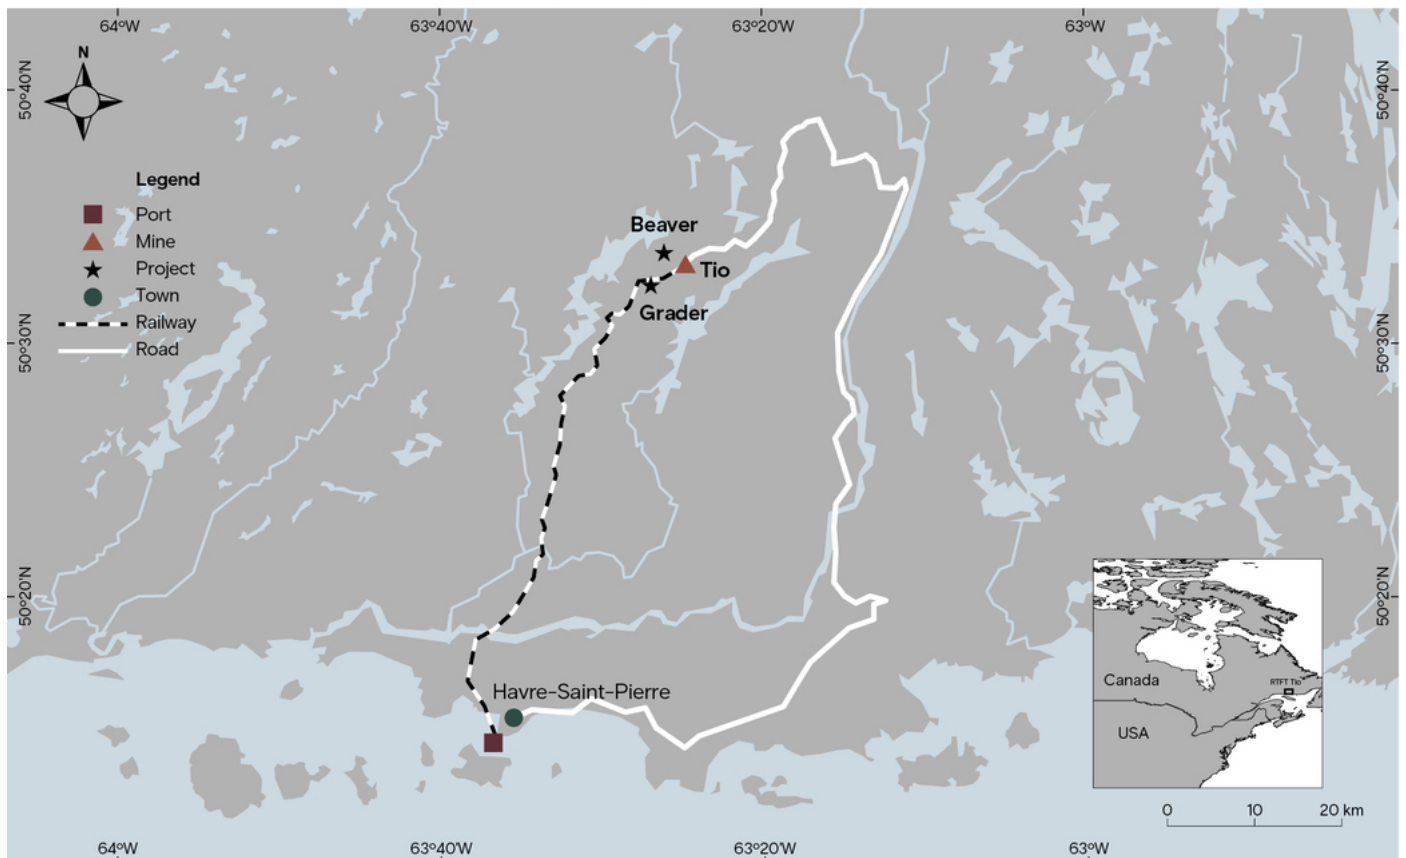 64ºW
63º40'W
63º20'W
63ºW
50º40'N
50º40'N
N
Legend
Port
Mine
Project
Town
Railway
Road
Beaver
Tio
Grader
50º30'N
50º30'N
50º20'N
50º20'N
Havre-Saint-Pierre
Canada
RTFT Tio
USA
0
10
20 km
64ºW
63º40'W
63º20'W
63ºW